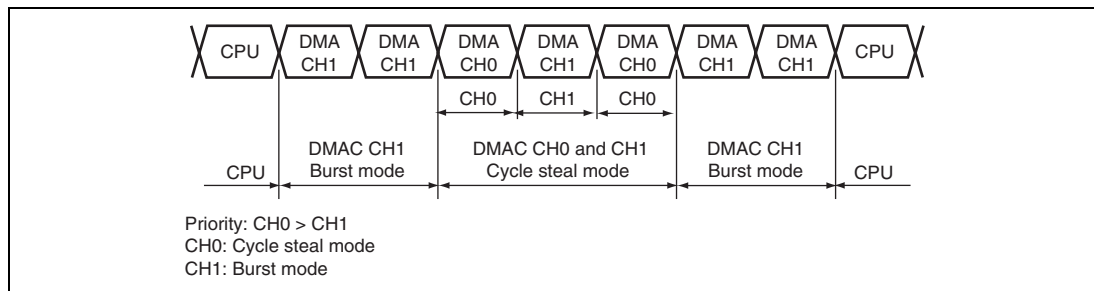 CPU DMA CH1 DMA CH1 DMA CH0 DMA CH1 DMA CH0 DMA CH1 DMA CH1 CPU
CH0 CH1 CH0
DMAC CH1 DMAC CH0 and CH1 DMAC CH1
CPU Burst mode Cycle steal mode Burst mode CPU
Priority: CH0 > CH1
CH0: Cycle steal mode
CH1: Burst mode